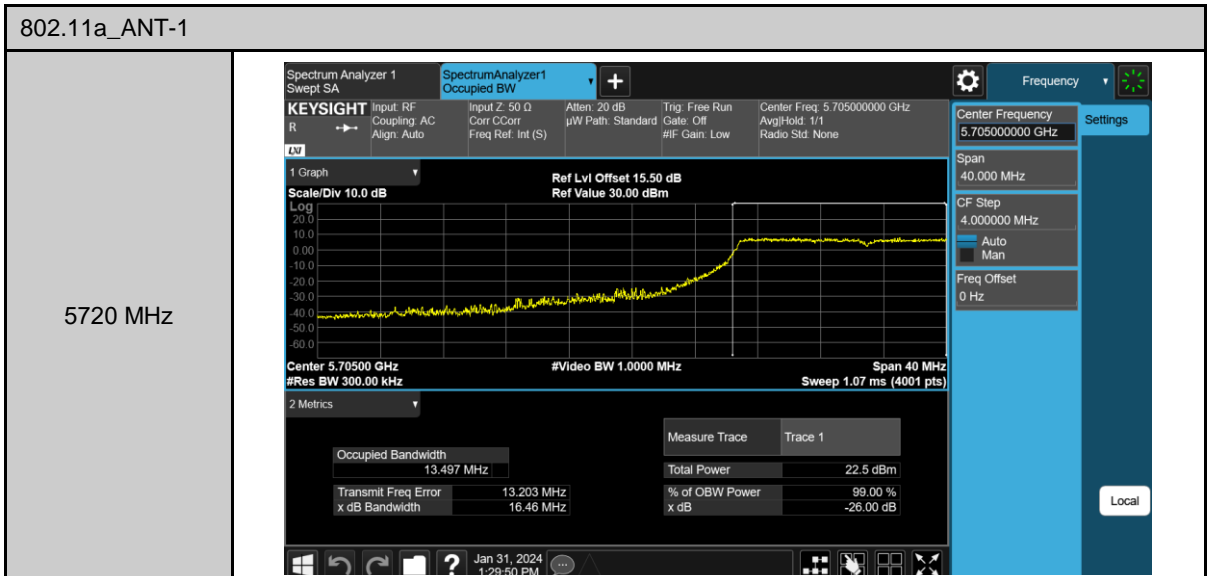 802.11a_ANT-1
5720 MHz
Spectrum Analyzer 1
Swept SA
SpectrumAnalyzer1
Occupied BW
Frequency
KEYSIGHT
R
LXI
Input: RF
Coupling: AC
Align: Auto
Input Z: 50 Ω
Corr CCorr
Freq Ref: Int (S)
Atten: 20 dB
µW Path: Standard
Trig: Free Run
Gate: Off
#IF Gain: Low
Center Freq: 5.705000000 GHz
Avg|Hold: 1/1
Radio Std: None
1 Graph
Scale/Div 10.0 dB
Ref Lvl Offset 15.50 dB
Ref Value 30.00 dBm
Log
20.0
10.0
0.00
-10.0
-20.0
-30.0
-40.0
-50.0
-60.0
Center 5.70500 GHz
#Res BW 300.00 kHz
#Video BW 1.0000 MHz
Span 40 MHz
Sweep 1.07 ms (4001 pts)
2 Metrics
Measure Trace Trace 1
Occupied Bandwidth
13.497 MHz
Total Power 22.5 dBm
Transmit Freq Error 13.203 MHz
% of OBW Power 99.00 %
x dB Bandwidth 16.46 MHz
x dB -26.00 dB
Center Frequency
5.705000000 GHz
Settings
Span
40.000 MHz
CF Step
4.000000 MHz
Auto
Man
Freq Offset
0 Hz
Local
?
Jan 31, 2024
1:29:50 PM